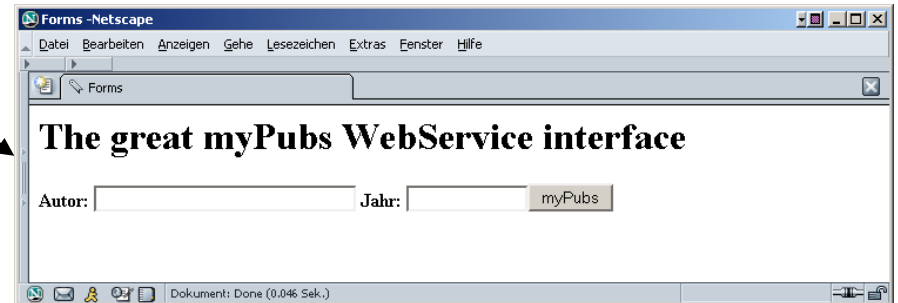 Forms -Netscape
Datei Bearbeiten Anzeigen Gehe Lesezeichen Extras Fenster Hilfe
Forms
The great myPubs WebService interface
Autor: Jahr: myPubs
Dokument: Done (0.046 Sek.)